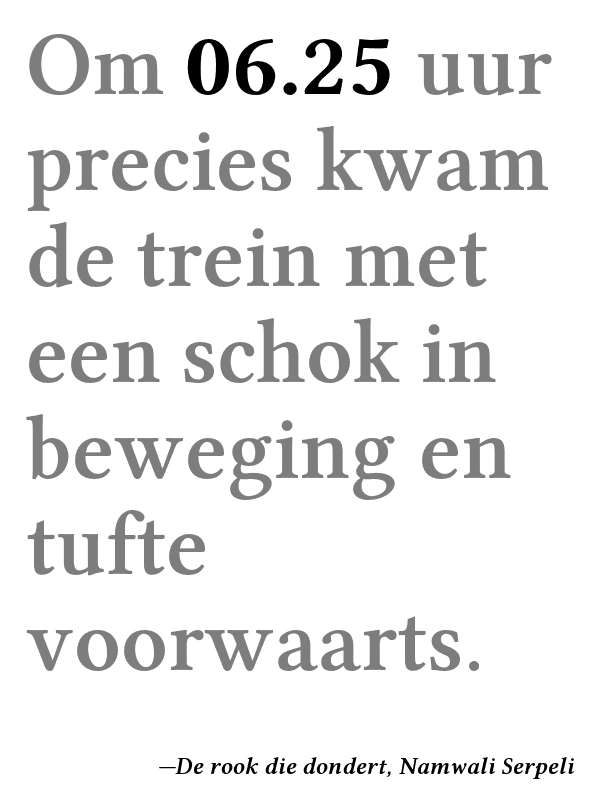 Om 06.25 uur
precies kwam
de trein met
een schok in
beweging en
tufte
voorwaarts.
—De rook die dondert, Namwali Serpeli